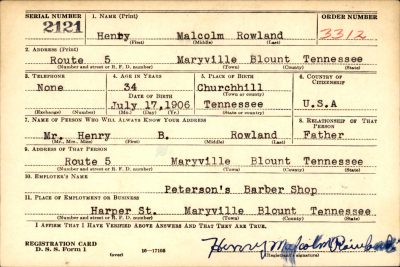 SERIAL NUMBER 1. NAME (Print) ORDER NUMBER
2121 Henry Malcolm Rowland 3312
(First) (Middle) (Last)
2. ADDRESS (Print)
Route 5 Maryville Blount Tennessee
(Number and street or R. F. D. number) (Town) (County) (State)
3. TELEPHONE 4. AGE IN YEARS 5. PLACE OF BIRTH 6. COUNTRY OF CITIZENSHIP
None 34 Churchhill
DATE OF BIRTH (Town or county)
July 17,1906 Tennessee U.S.A
(Exchange) (Number) (Mo.) (Day) (Yr.) (State or country)
7. NAME OF PERSON WHO WILL ALWAYS KNOW YOUR ADDRESS 8. RELATIONSHIP OF THAT PERSON
Mr. Henry B. Rowland Father
(Mr., Mrs., Miss) (First) (Middle) (Last)
9. ADDRESS OF THAT PERSON
Route 5 Maryville Blount Tennessee
(Number and street or R. F. D. number) (Town) (County) (State)
10. EMPLOYER'S NAME
Peterson's Barber Shop
11. PLACE OF EMPLOYMENT OR BUSINESS
Harper St. Maryville Blount Tennessee
(Number and street or R. F. D. number) (Town) (County) (State)
I AFFIRM THAT I HAVE VERIFIED ABOVE ANSWERS AND THAT THEY ARE TRUE.
REGISTRATION CARD
D. S. S. Form 1 (over) 16—17105 Henry Malcolm Rowland
(Registrant's signature)